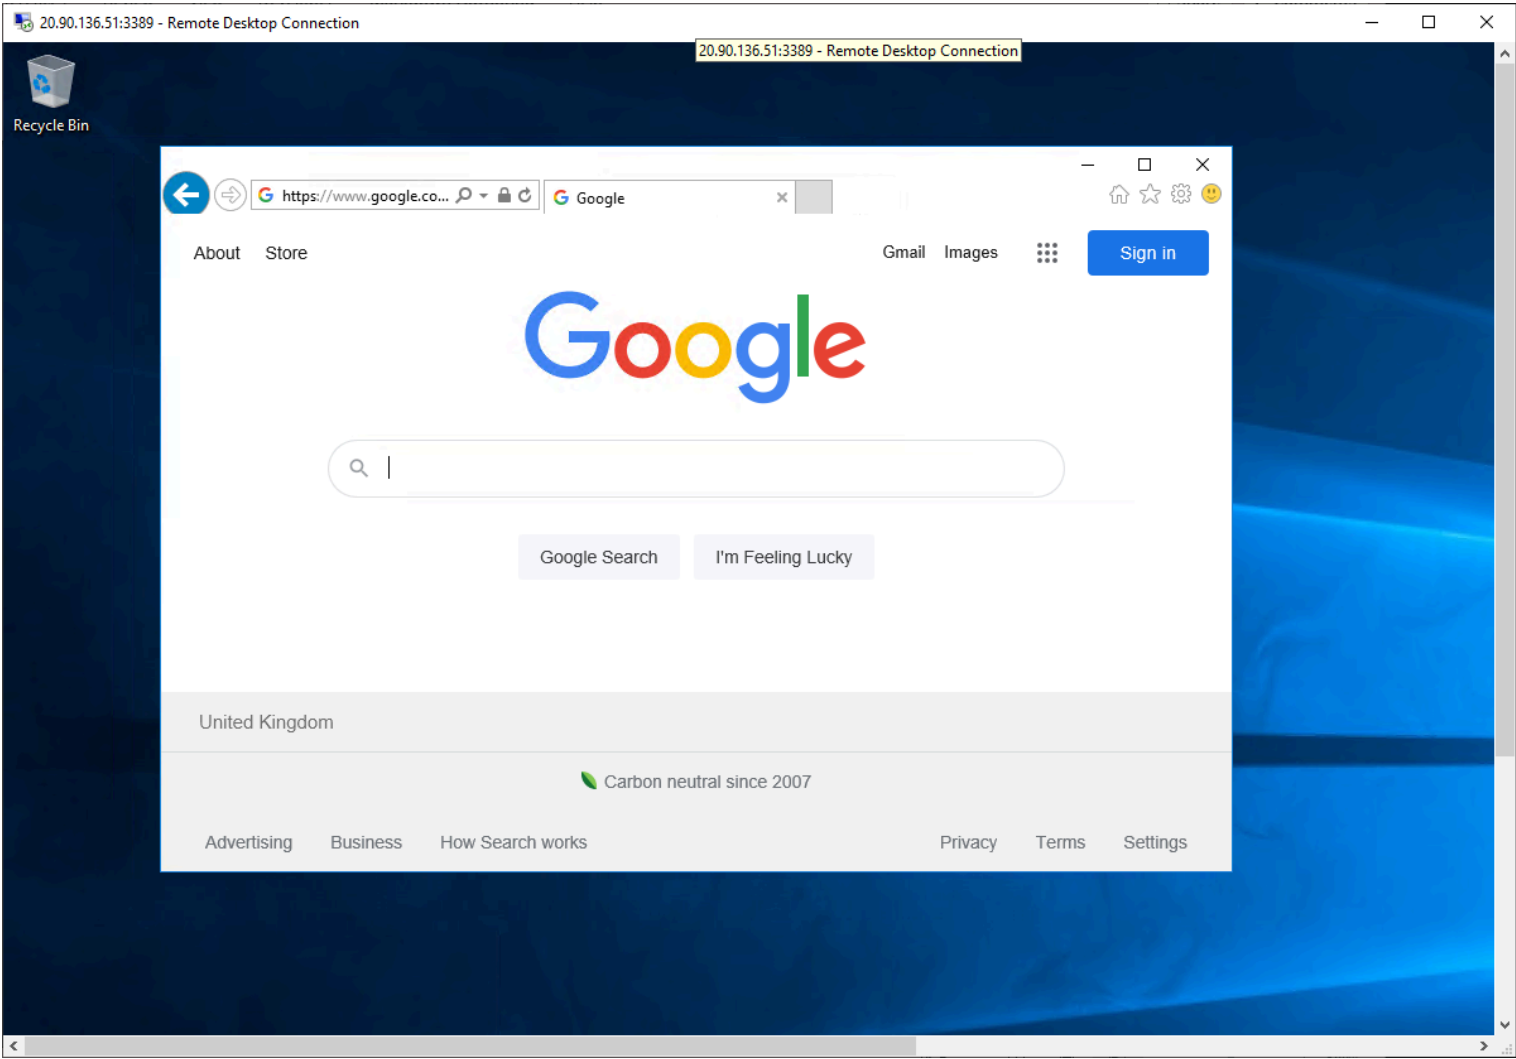 20.90.136.51:3389 - Remote Desktop Connection
20.90.136.51:3389 - Remote Desktop Connection
Recycle Bin
https://www.google.co...
Google
About Store
Gmail Images
Sign in
Google
Google Search
I'm Feeling Lucky
United Kingdom
Carbon neutral since 2007
Advertising Business How Search works
Privacy Terms Settings